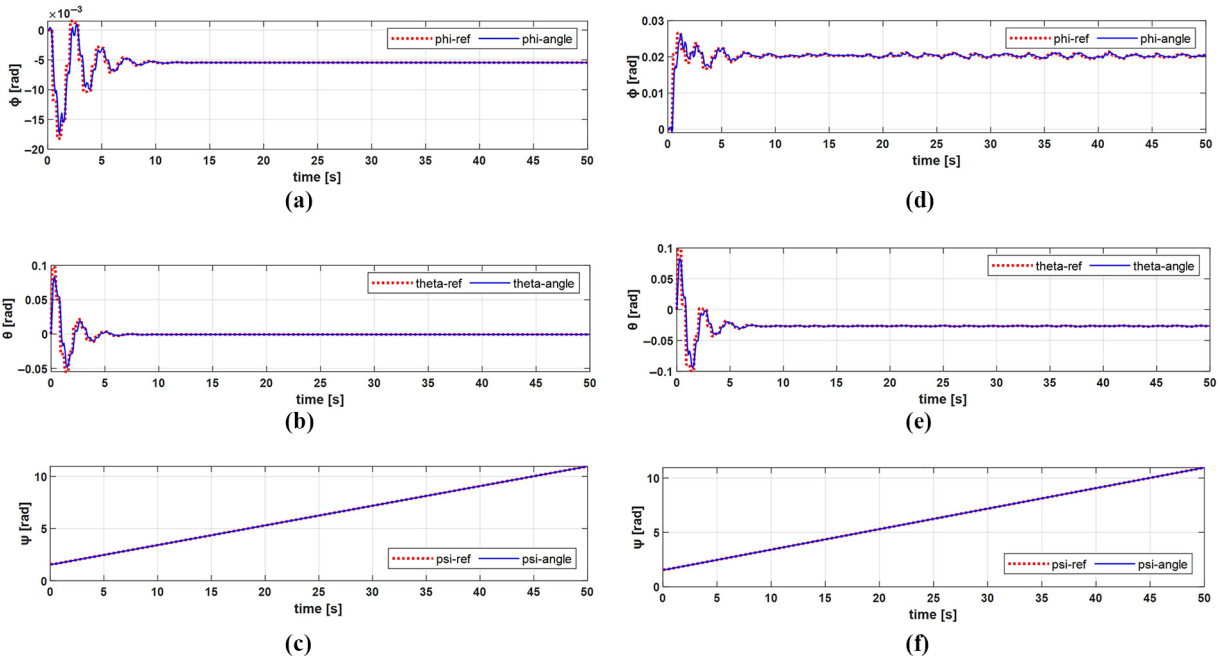 ×10⁻³
0
−5
−10
−15
−20
ϕ [rad]
phi-ref phi-angle
0 5 10 15 20 25 30 35 40 45 50
time [s]
(a)
0.1
0.05
0
−0.05
θ [rad]
theta-ref theta-angle
0 5 10 15 20 25 30 35 40 45 50
time [s]
(b)
10
5
0
ψ [rad]
psi-ref psi-angle
0 5 10 15 20 25 30 35 40 45 50
time [s]
(c)
0.03
0.02
0.01
0
ϕ [rad]
phi-ref phi-angle
0 5 10 15 20 25 30 35 40 45 50
time [s]
(d)
0.1
0.05
0
−0.05
−0.1
θ [rad]
theta-ref theta-angle
0 5 10 15 20 25 30 35 40 45 50
time [s]
(e)
10
5
0
ψ [rad]
psi-ref psi-angle
0 5 10 15 20 25 30 35 40 45 50
time [s]
(f)